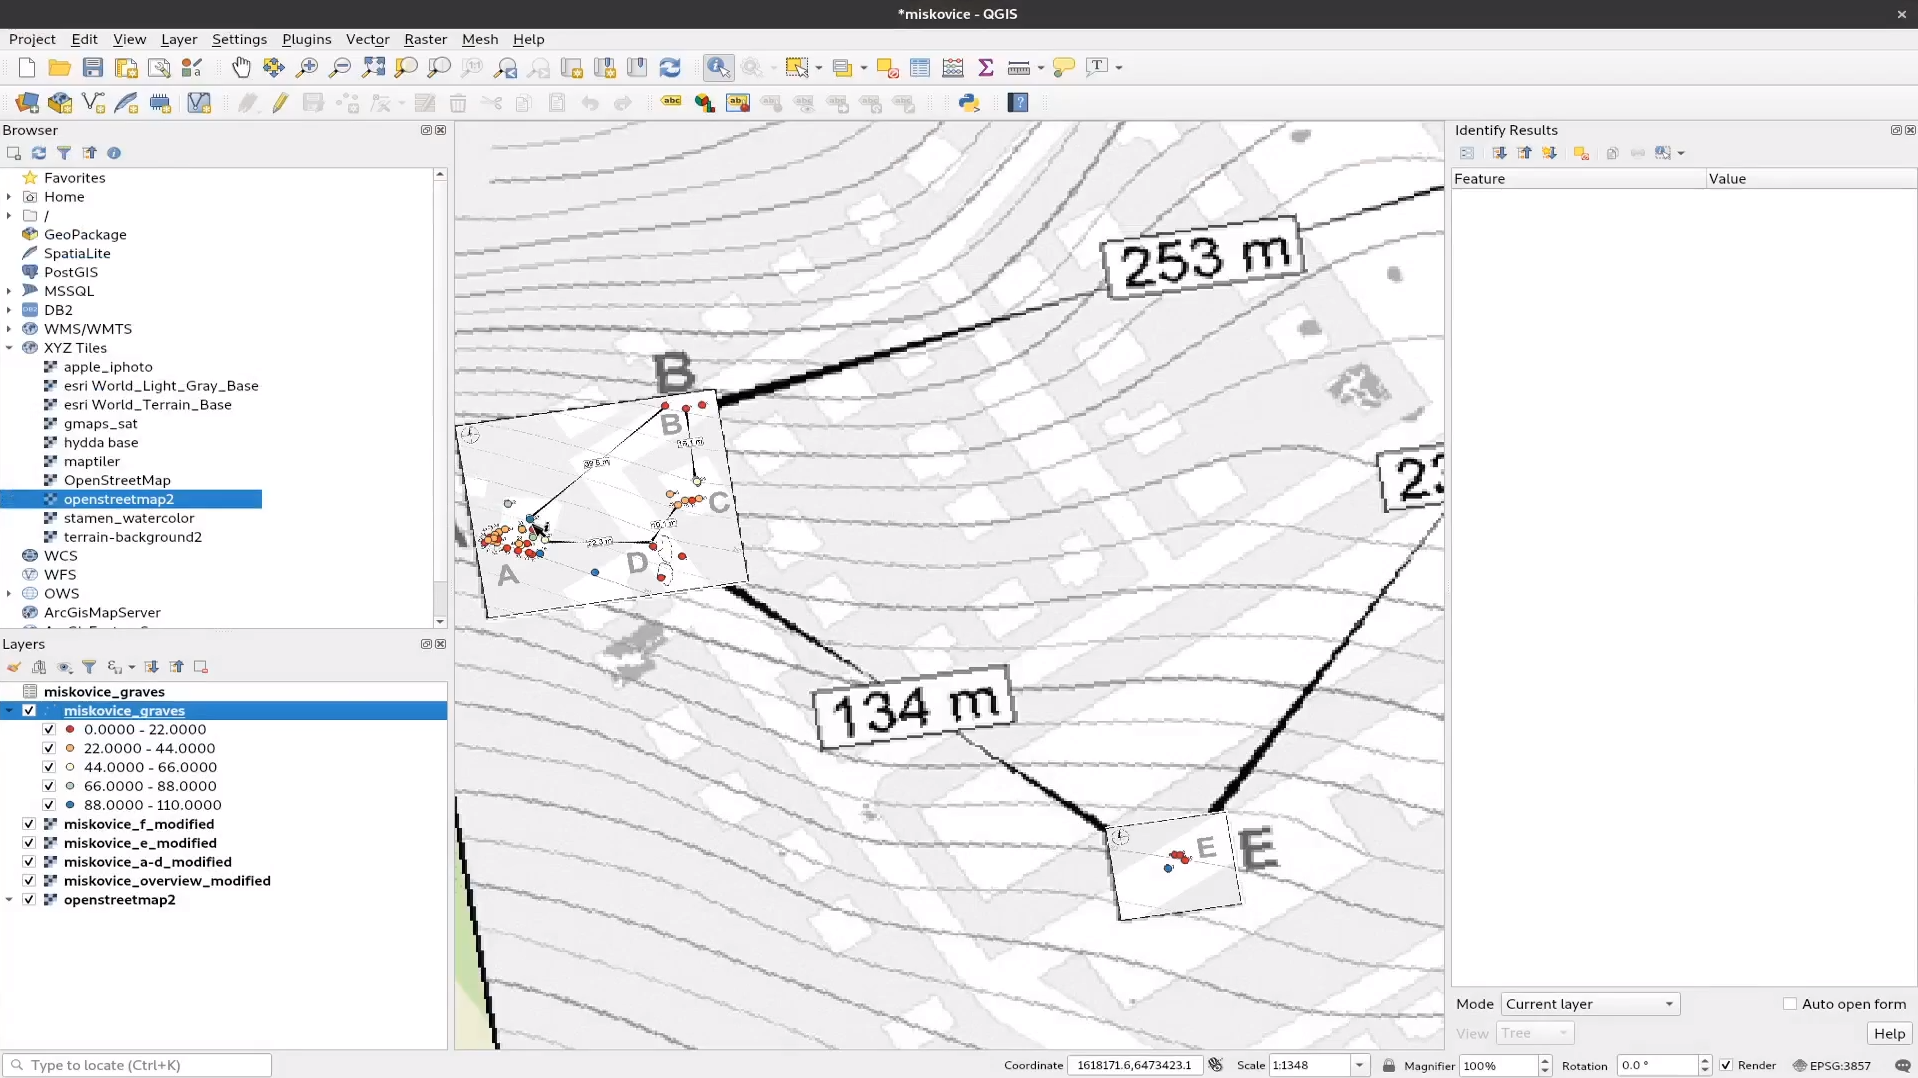 *miskovice - QGIS
Project Edit View Layer Settings Plugins Vector Raster Mesh Help
Browser
Favorites
Home
/
GeoPackage
SpatiaLite
PostGIS
MSSQL
DB2
WMS/WMTS
XYZ Tiles
apple_iphoto
esri World_Light_Gray_Base
esri World_Terrain_Base
gmaps_sat
hydda base
maptiler
OpenStreetMap
openstreetmap2
stamen_watercolor
terrain-background2
WCS
WFS
OWS
ArcGisMapServer
Layers
miskovice_graves
miskovice_graves
0.0000 - 22.0000
22.0000 - 44.0000
44.0000 - 66.0000
66.0000 - 88.0000
88.0000 - 110.0000
miskovice_f_modified
miskovice_e_modified
miskovice_a-d_modified
miskovice_overview_modified
openstreetmap2
253 m
B
B
C
D
A
134 m
E E
Identify Results
Feature Value
Mode Current layer Auto open form
View Tree Help
Type to locate (Ctrl+K) Coordinate 1618171.6,6473423.1 Scale 1:1348 Magnifier 100% Rotation 0.0 ° Render EPSG:3857